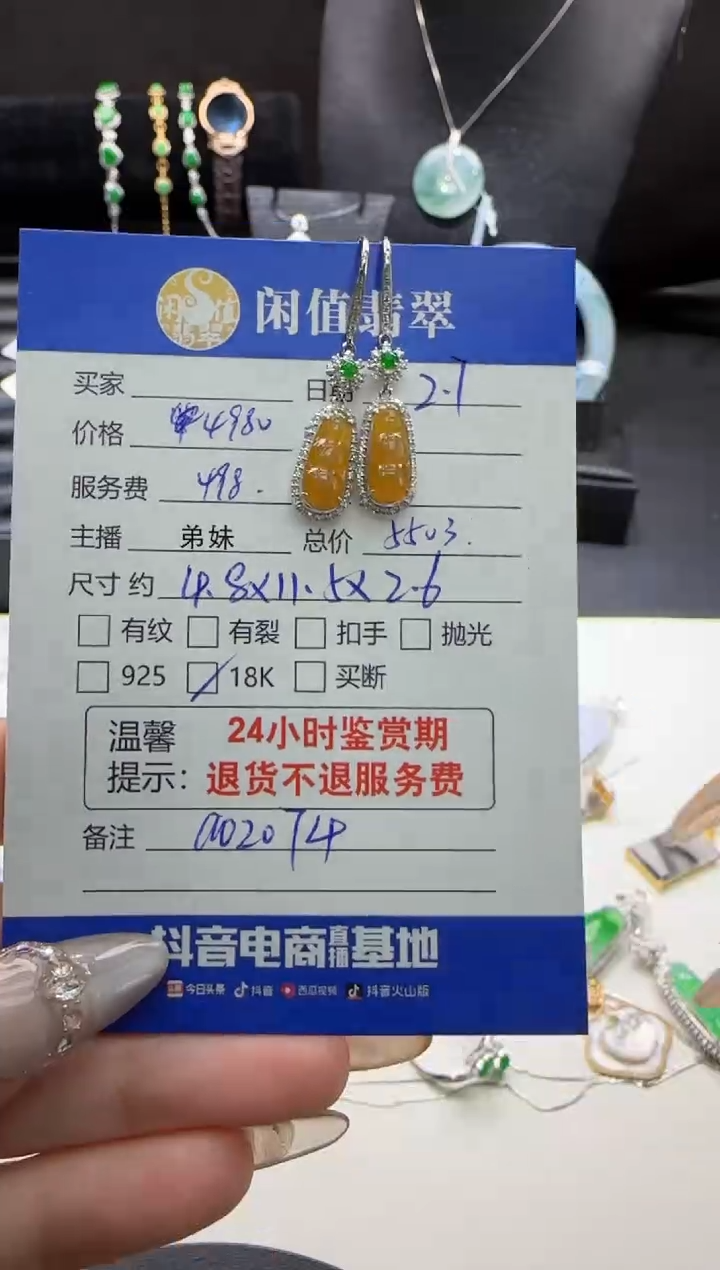 闲值翡翠
买家 日期 2.1
价格 ¥4980
服务费 498.
主播 弟妹 总价 5503.
尺寸 约 4.8X11.5X2.6
有纹 有裂 扣手 抛光
925 18K 买断
温馨 24小时鉴赏期
提示：退货不退服务费
备注
抖音电商直播基地
今日头条 抖音 西瓜视频 抖音火山版